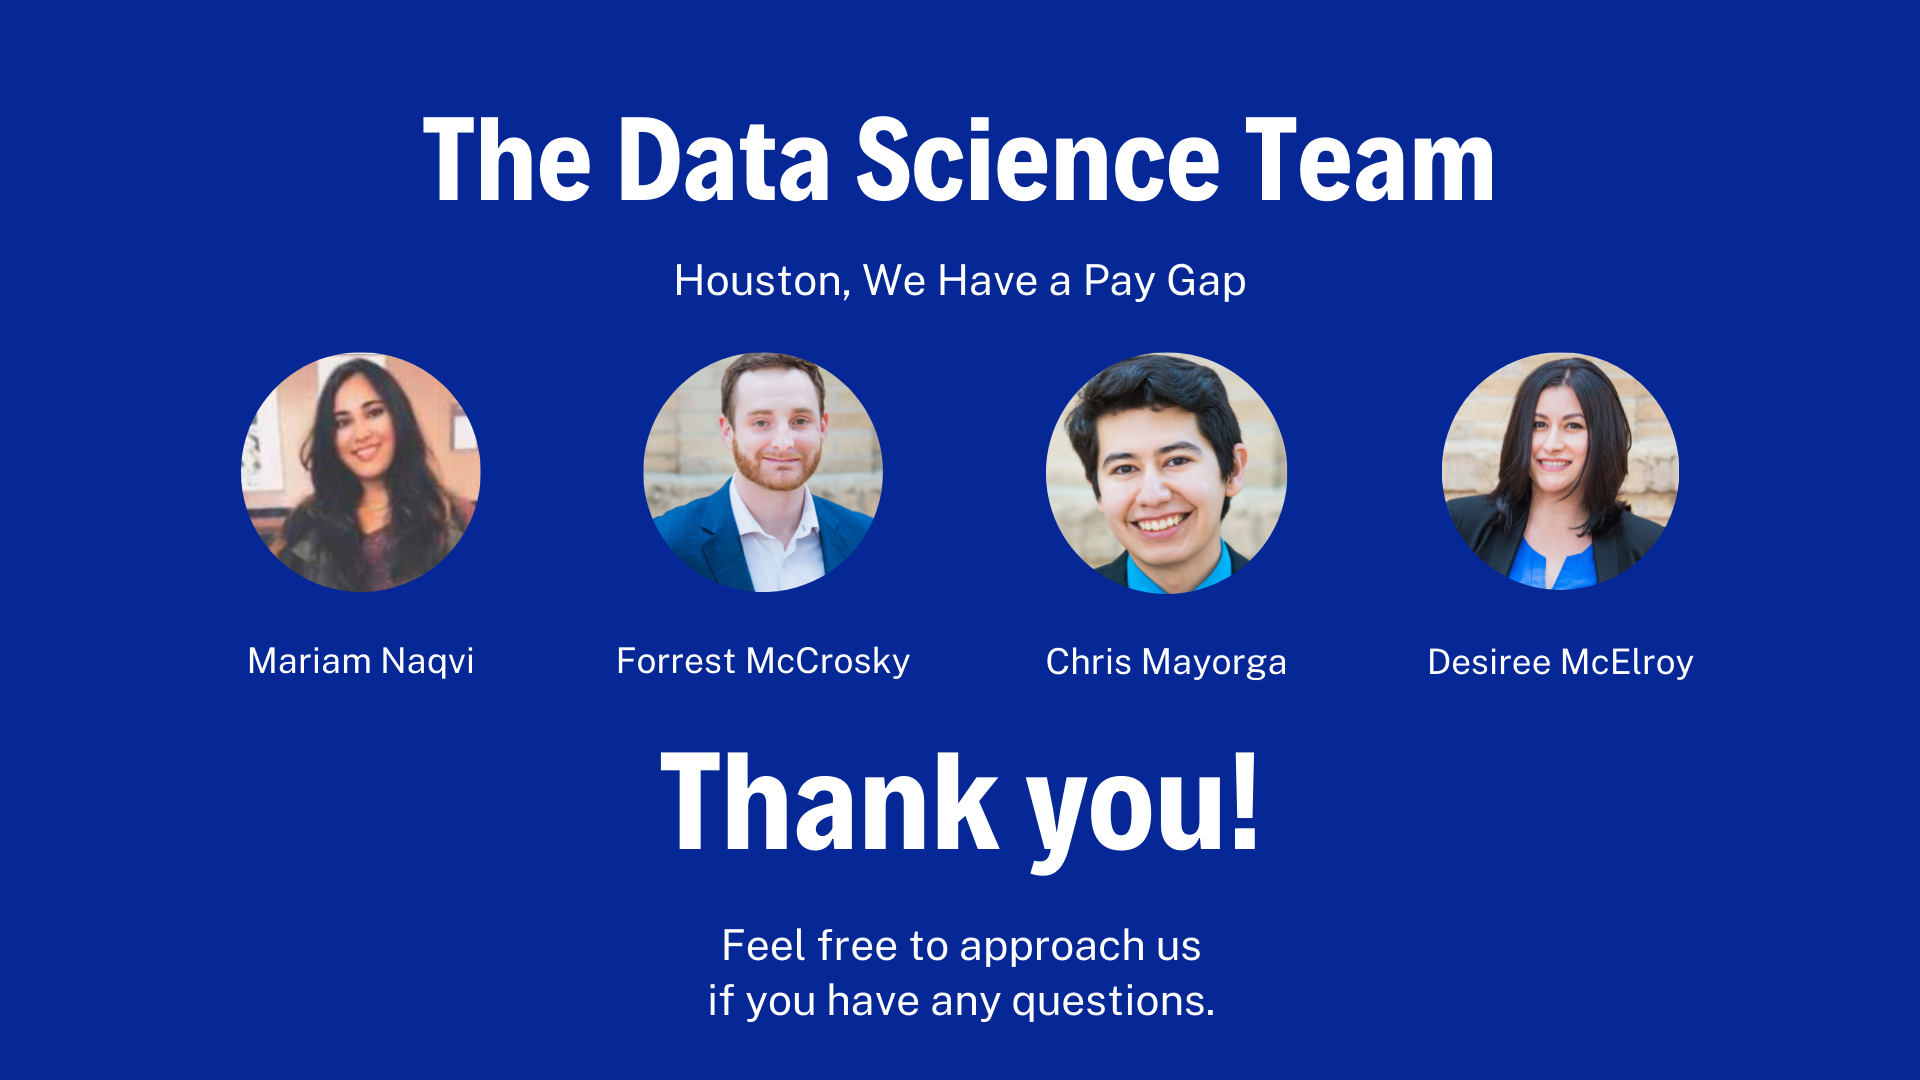 The Data Science Team
Houston, We Have a Pay Gap
Mariam Naqvi
Forrest McCrosky
Chris Mayorga
Desiree McElroy
Thank you!
Feel free to approach us
if you have any questions.